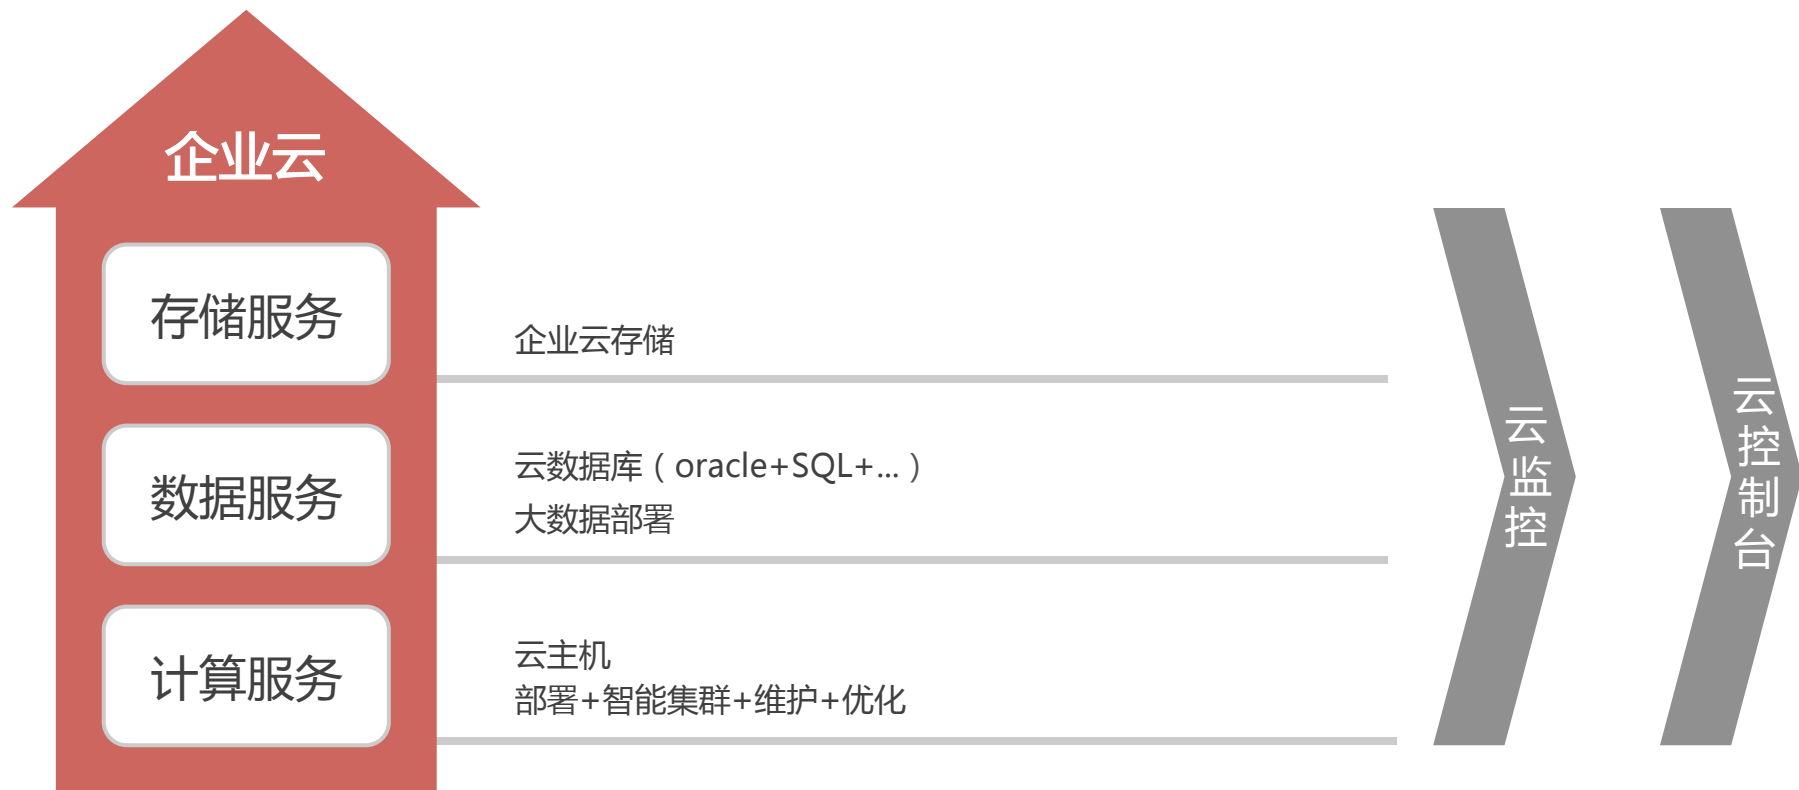 企业云
存储服务
企业云存储
数据服务
云数据库（oracle+SQL+...）
大数据部署
计算服务
云主机
部署+智能集群+维护+优化
云监控
云控制台